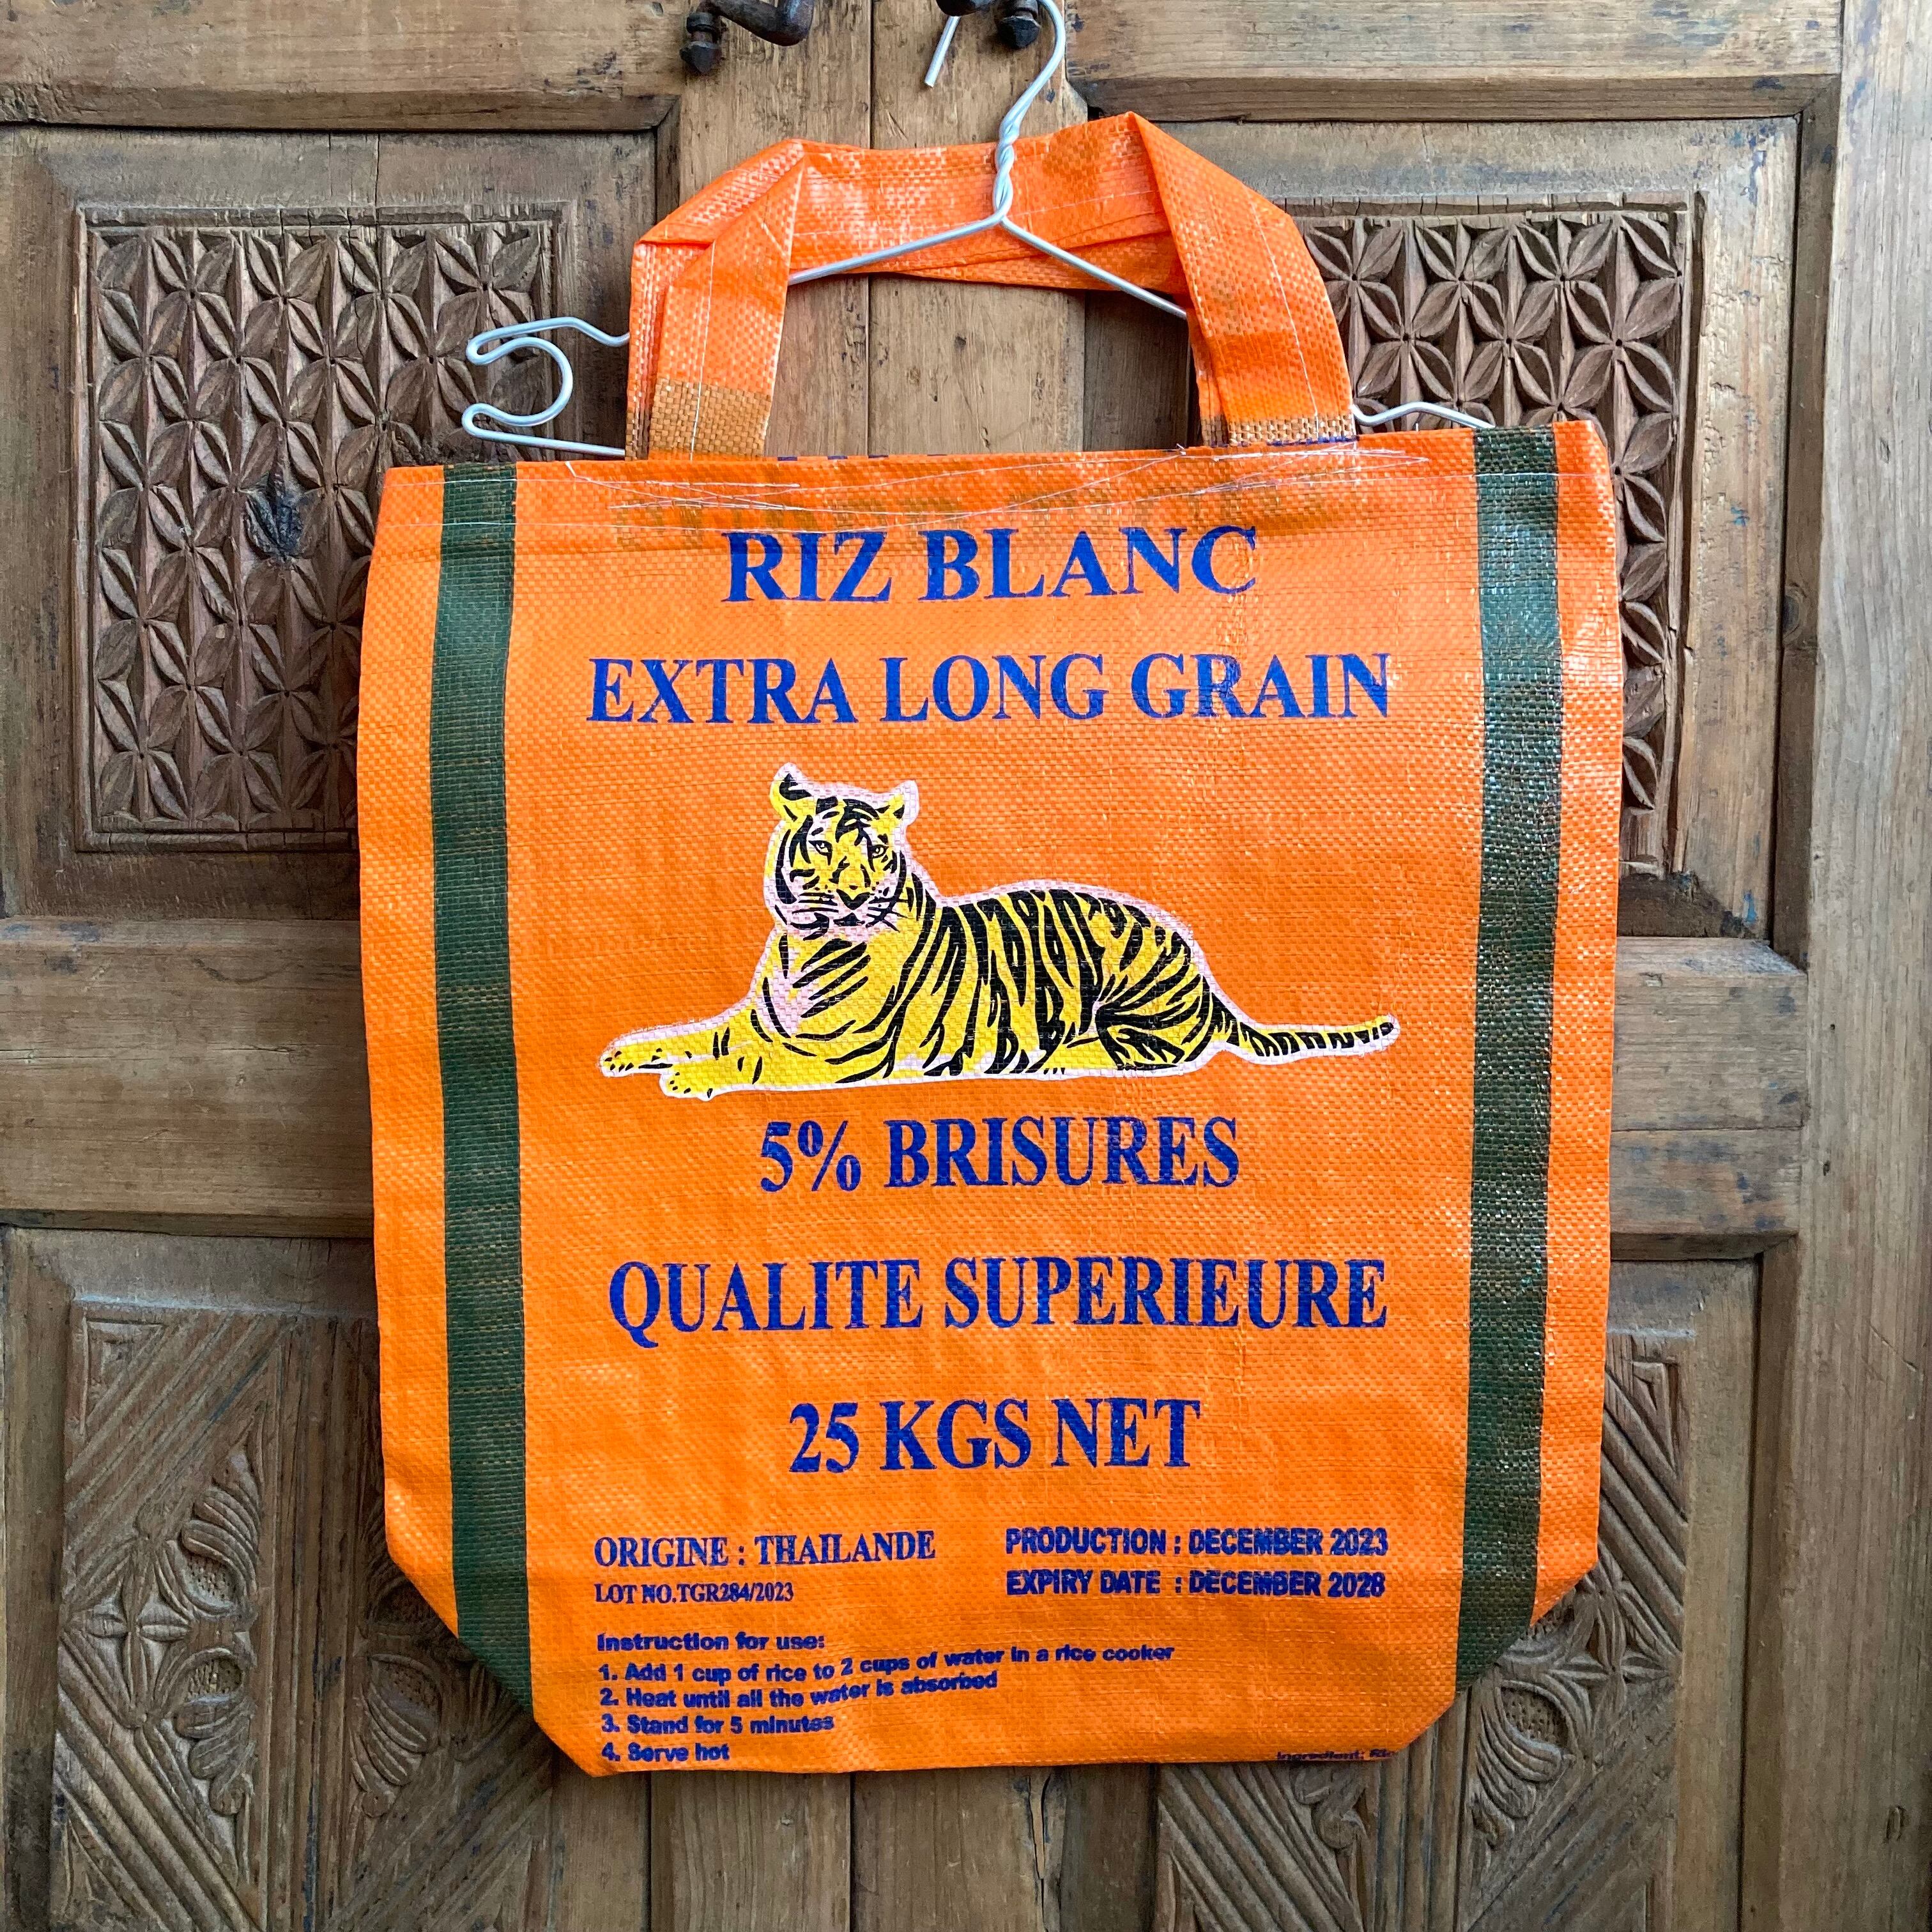 RIZ BLANC
EXTRA LONG GRAIN
5% BRISURES
QUALITE SUPERIEURE
25 KGS NET
ORIGINE : THAILANDE
LOT NO.TGR284/2023
PRODUCTION : DECEMBER 2023
EXPIRY DATE : DECEMBER 2028
Instruction for use:
1. Add 1 cup of rice to 2 cups of water in a rice cooker
2. Heat until all the water is absorbed
3. Stand for 5 minutes
4. Serve hot
Ingredient: